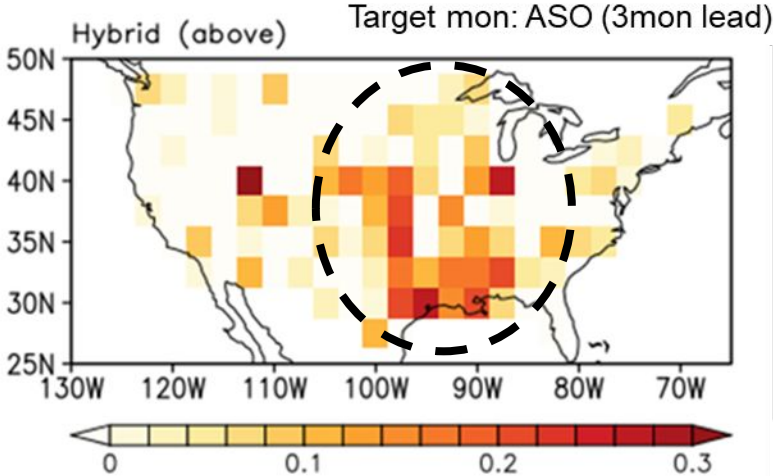 Target mon: ASO (3mon lead)
Hybrid (above)
50N
45N
40N
35N
30N
25N
130W 120W 110W 100W 90W 80W 70W
0 0.1 0.2 0.3